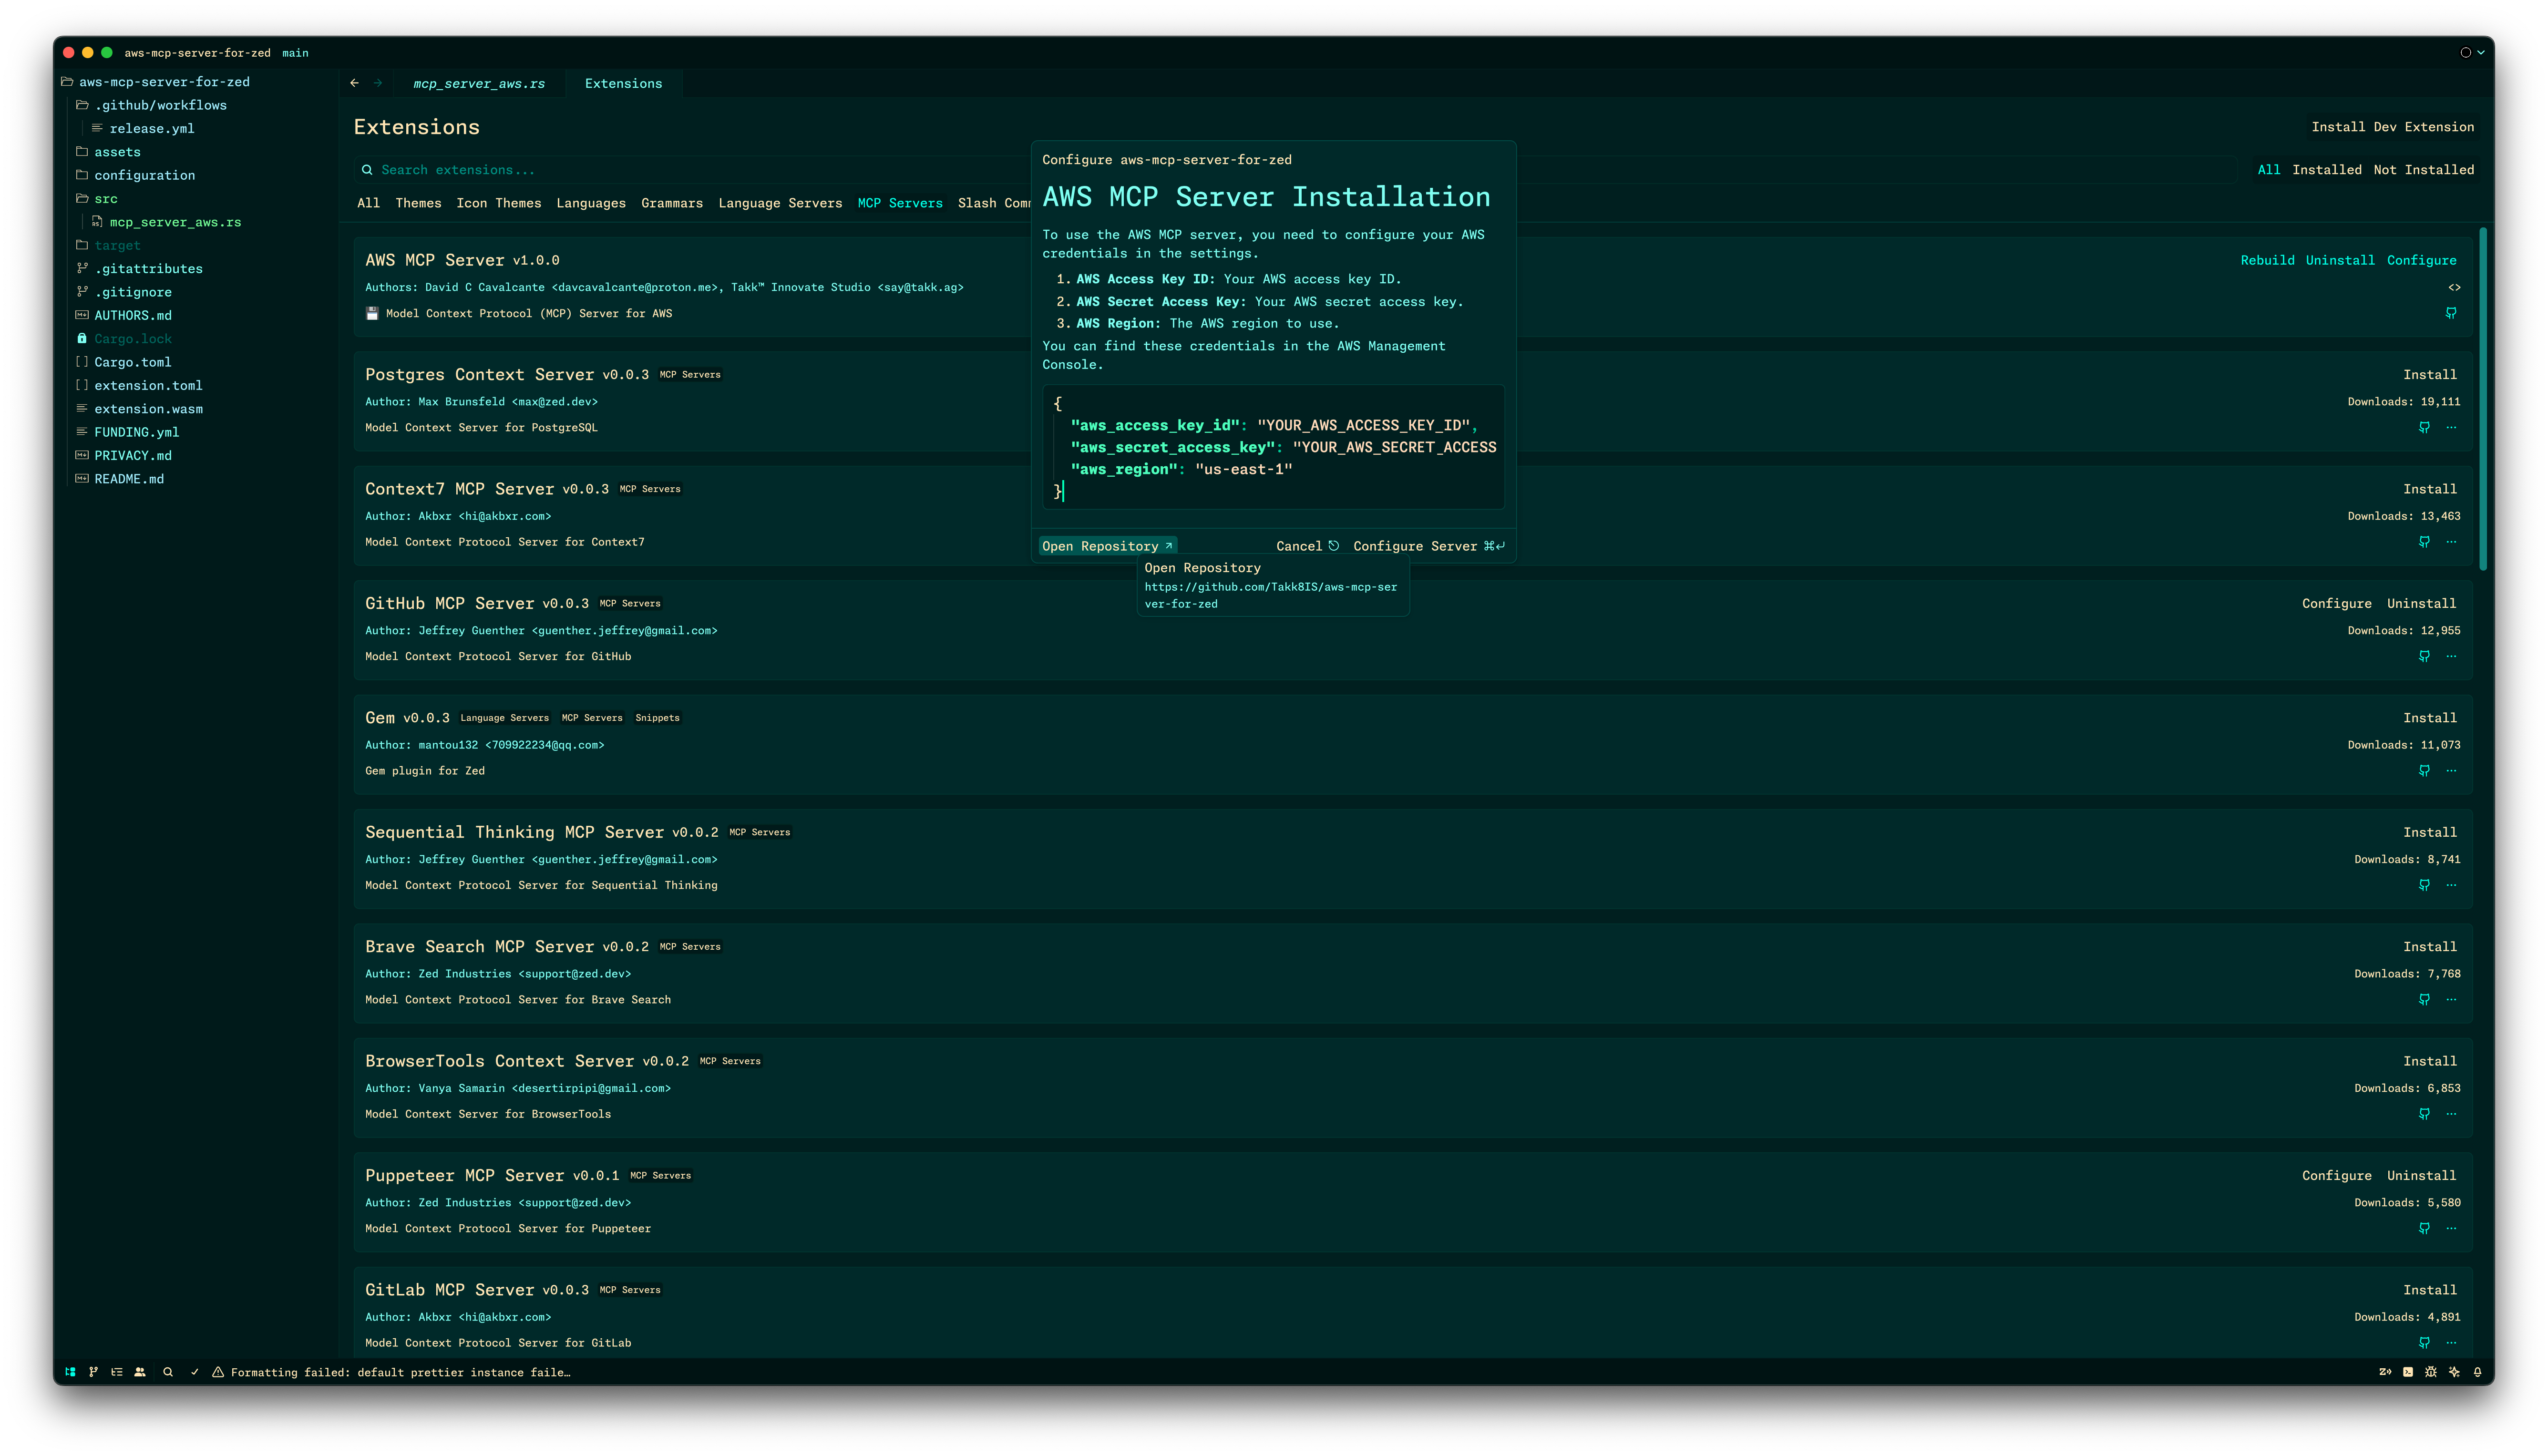 aws-mcp-server-for-zed main
aws-mcp-server-for-zed
.github/workflows
release.yml
assets
configuration
src
mcp_server_aws.rs
target
.gitattributes
.gitignore
AUTHORS.md
Cargo.lock
Cargo.toml
extension.toml
extension.wasm
FUNDING.yml
PRIVACY.md
README.md
mcp_server_aws.rs Extensions
Extensions
Install Dev Extension
Search extensions...
All Installed Not Installed
All Themes Icon Themes Languages Grammars Language Servers MCP Servers Slash Com
Configure aws-mcp-server-for-zed
AWS MCP Server Installation
To use the AWS MCP server, you need to configure your AWS
credentials in the settings.
1. AWS Access Key ID: Your AWS access key ID.
2. AWS Secret Access Key: Your AWS secret access key.
3. AWS Region: The AWS region to use.
You can find these credentials in the AWS Management
Console.
{
"aws_access_key_id": "YOUR_AWS_ACCESS_KEY_ID",
"aws_secret_access_key": "YOUR_AWS_SECRET_ACCESS
"aws_region": "us-east-1"
}
Open Repository Cancel Configure Server ⌘↩
Open Repository
https://github.com/Takk8IS/aws-mcp-ser
ver-for-zed
AWS MCP Server v1.0.0
Rebuild Uninstall Configure
Authors: David C Cavalcante <davcavalcante@proton.me>, Takk™ Innovate Studio <say@takk.ag>
<>
Model Context Protocol (MCP) Server for AWS
Postgres Context Server v0.0.3 MCP Servers
Install
Author: Max Brunsfeld <max@zed.dev>
Downloads: 19,111
Model Context Server for PostgreSQL
Context7 MCP Server v0.0.3 MCP Servers
Install
Author: Akbxr <hi@akbxr.com>
Downloads: 13,463
Model Context Protocol Server for Context7
GitHub MCP Server v0.0.3 MCP Servers
Configure Uninstall
Author: Jeffrey Guenther <guenther.jeffrey@gmail.com>
Downloads: 12,955
Model Context Protocol Server for GitHub
Gem v0.0.3 Language Servers MCP Servers Snippets
Install
Author: mantou132 <709922234@qq.com>
Downloads: 11,073
Gem plugin for Zed
Sequential Thinking MCP Server v0.0.2 MCP Servers
Install
Author: Jeffrey Guenther <guenther.jeffrey@gmail.com>
Downloads: 8,741
Model Context Protocol Server for Sequential Thinking
Brave Search MCP Server v0.0.2 MCP Servers
Install
Author: Zed Industries <support@zed.dev>
Downloads: 7,768
Model Context Protocol Server for Brave Search
BrowserTools Context Server v0.0.2 MCP Servers
Install
Author: Vanya Samarin <desertirpipi@gmail.com>
Downloads: 6,853
Model Context Server for BrowserTools
Puppeteer MCP Server v0.0.1 MCP Servers
Configure Uninstall
Author: Zed Industries <support@zed.dev>
Downloads: 5,580
Model Context Protocol Server for Puppeteer
GitLab MCP Server v0.0.3 MCP Servers
Install
Author: Akbxr <hi@akbxr.com>
Downloads: 4,891
Model Context Protocol Server for GitLab
Formatting failed: default prettier instance faile…